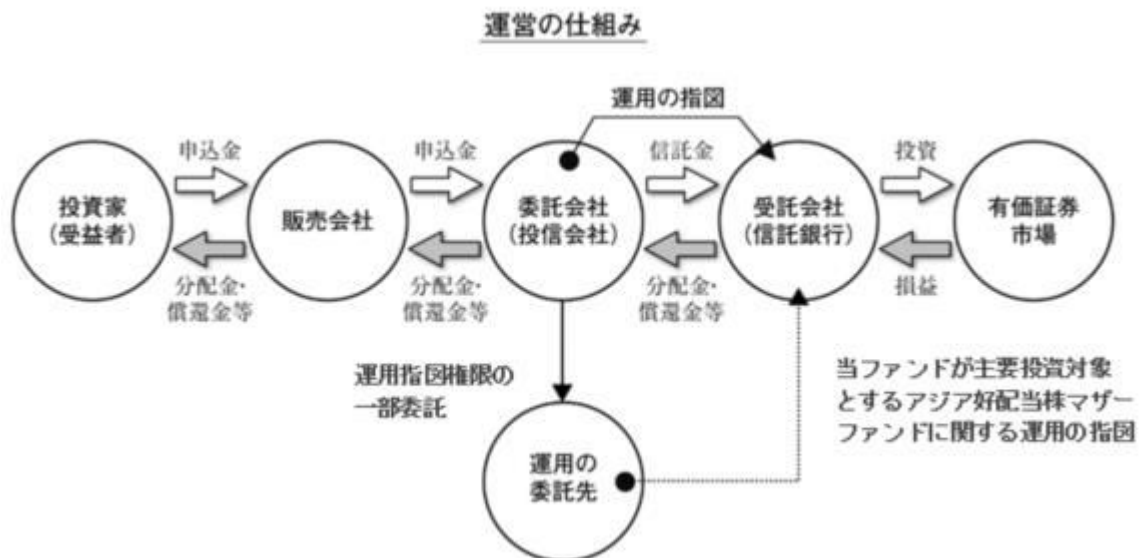 運営の仕組み
運用の指図
申込金
申込金
信託金
投資
投資家
（受益者）
販売会社
委託会社
（投信会社）
受託会社
（信託銀行）
有価証券
市場
分配金・
償還金等
分配金・
償還金等
分配金・
償還金等
損益
運用指図権限の
一部委託
当ファンドが主要投資対象
とするアジア好配当株マザー
ファンドに関する運用の指図
運用の
委託先